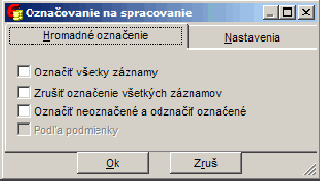 Označovanie na spracovanie
Hromadné označenie
Nastavenia
Označiť všetky záznamy
Zrušiť označenie všetkých záznamov
Označiť neoznačené a odznačiť označené
Podľa podmienky
Ok
Zruš